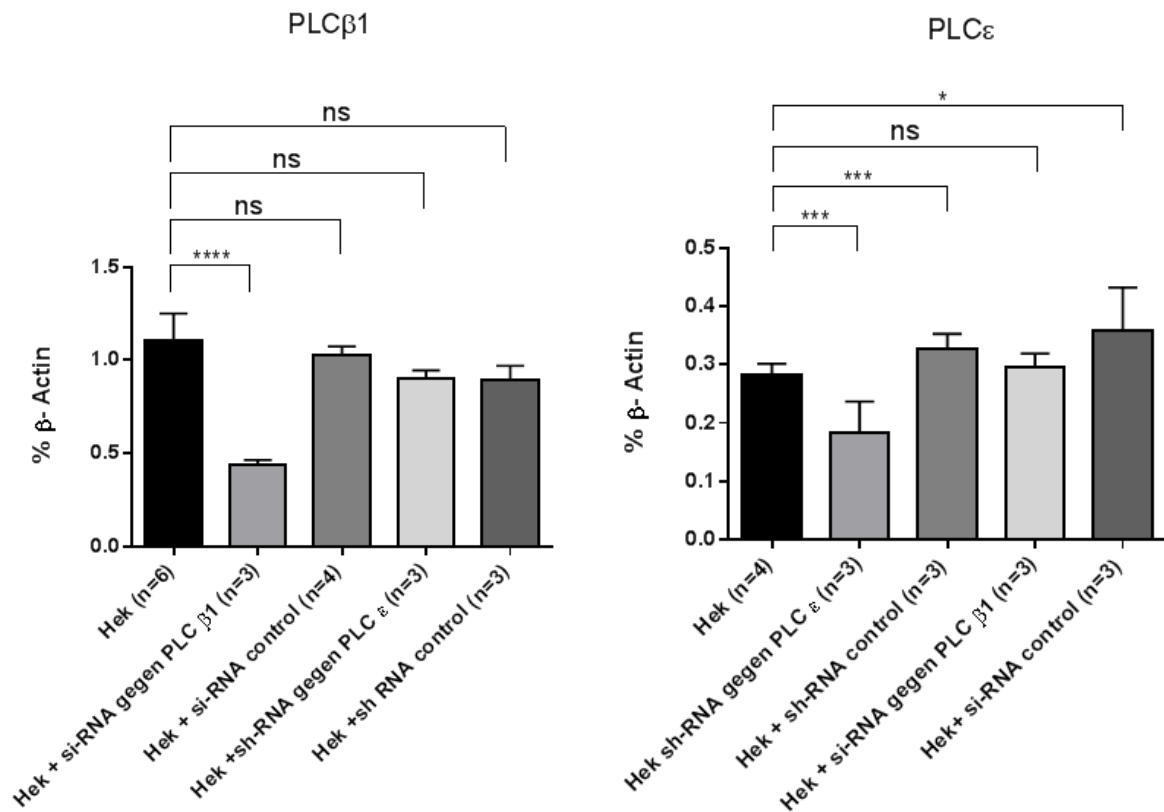 PLCβ1
ns
ns
ns
****
1.5
1.0
0.5
0.0
% β- Actin
Hek (n=6)
Hek + si-RNA gegen PLC β1 (n=3)
Hek + si-RNA control (n=4)
Hek +sh-RNA gegen PLC ε (n=3)
Hek +sh RNA control (n=3)
PLCε
*
ns
***
***
0.5
0.4
0.3
0.2
0.1
0.0
% β- Actin
Hek (n=4)
Hek sh-RNA gegen PLC ε (n=3)
Hek + sh-RNA control (n=3)
Hek + si-RNA gegen PLC β1 (n=3)
Hek+ si-RNA control (n=3)